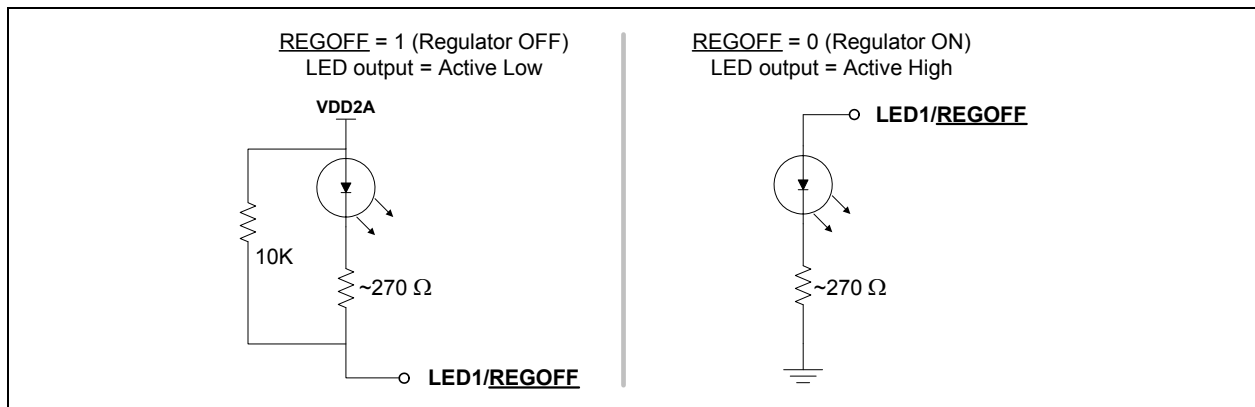 REGOFF = 1 (Regulator OFF)
LED output = Active Low
VDD2A
10K
~270 Ω
LED1/REGOFF
REGOFF = 0 (Regulator ON)
LED output = Active High
LED1/REGOFF
~270 Ω